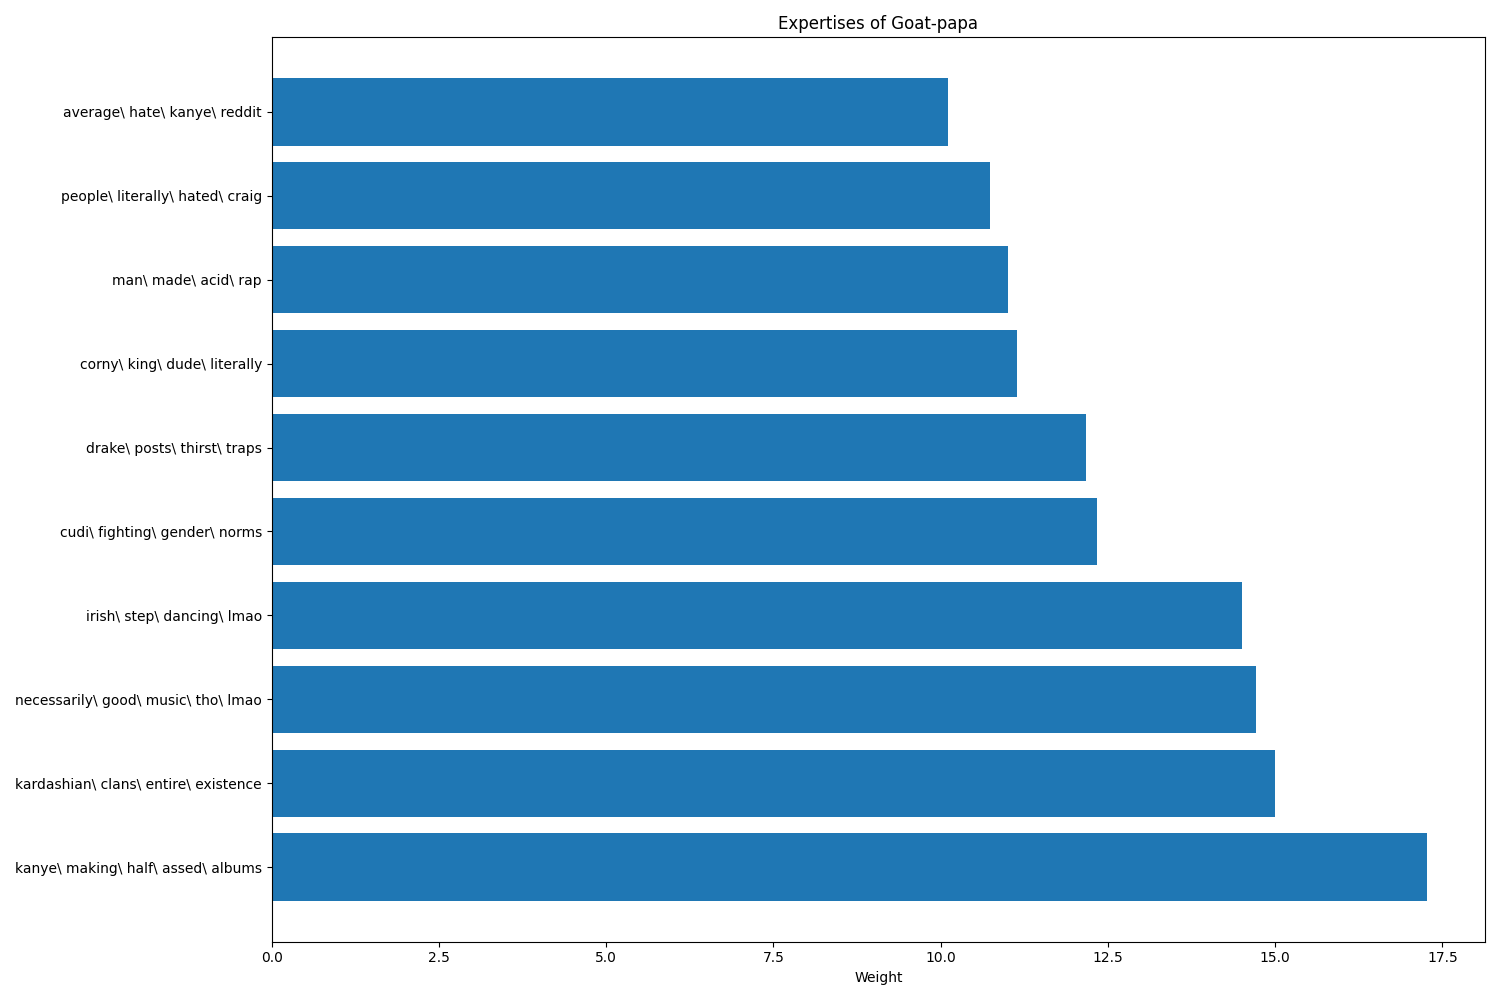 Expertises of Goat-papa
average\ hate\ kanye\ reddit
people\ literally\ hated\ craig
man\ made\ acid\ rap
corny\ king\ dude\ literally
drake\ posts\ thirst\ traps
cudi\ fighting\ gender\ norms
irish\ step\ dancing\ lmao
necessarily\ good\ music\ tho\ lmao
kardashian\ clans\ entire\ existence
kanye\ making\ half\ assed\ albums
0.0 2.5 5.0 7.5 10.0 12.5 15.0 17.5
Weight